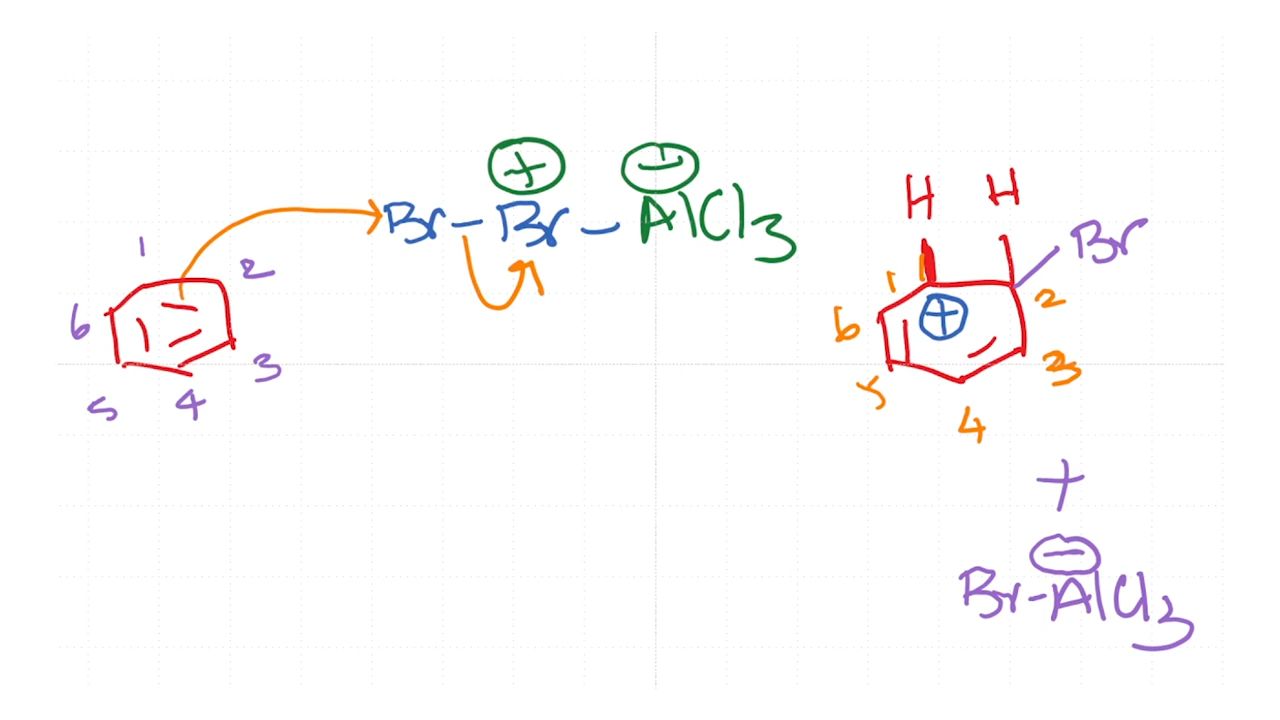 + −
Br - Br - AlCl3
1 2
6 3
5 4
H H
Br
1 2
6 + 3
5 4
+
−
Br-AlCl3